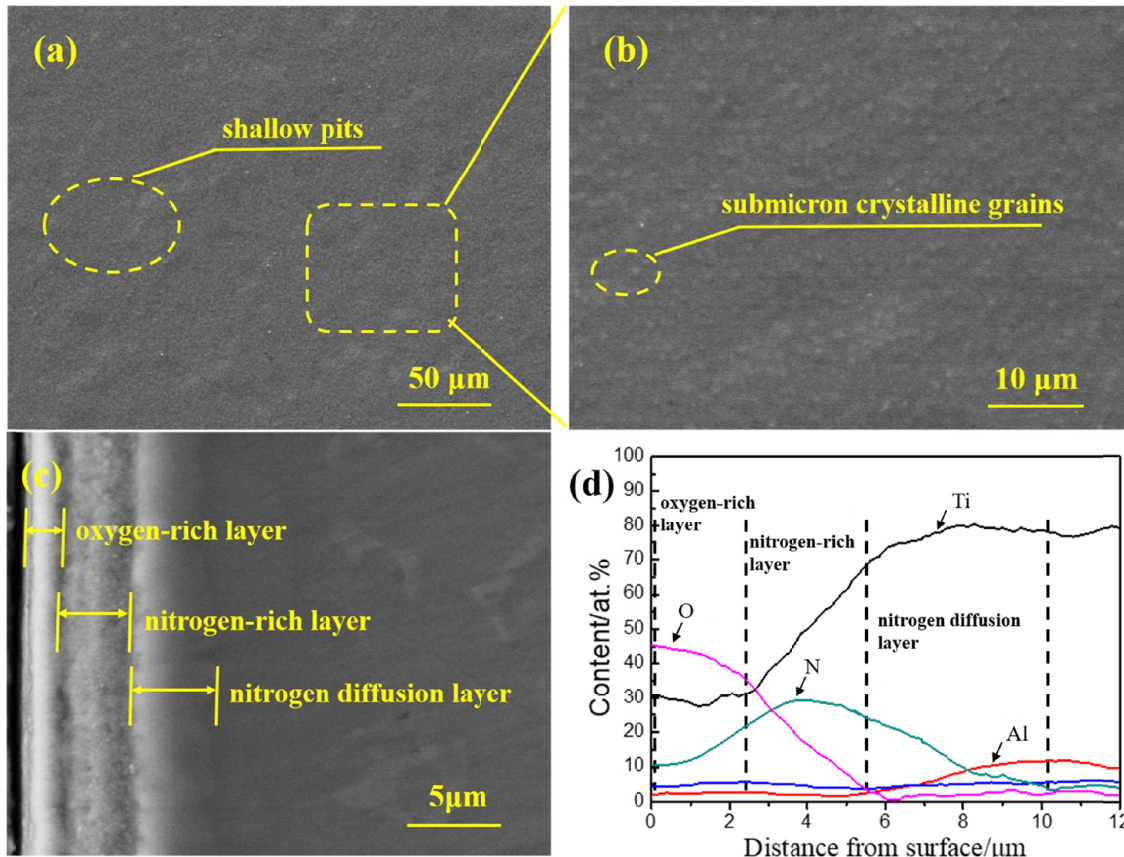 (a)
shallow pits
50 μm
(b)
submicron crystalline grains
10 μm
(c)
oxygen-rich layer
nitrogen-rich layer
nitrogen diffusion layer
5μm
(d)
100
90
80
70
60
50
40
30
20
10
0
Content/at.%
oxygen-rich
layer
nitrogen-rich
layer
nitrogen diffusion
layer
Ti
O
N
Al
0 2 4 6 8 10 12
Distance from surface/μm